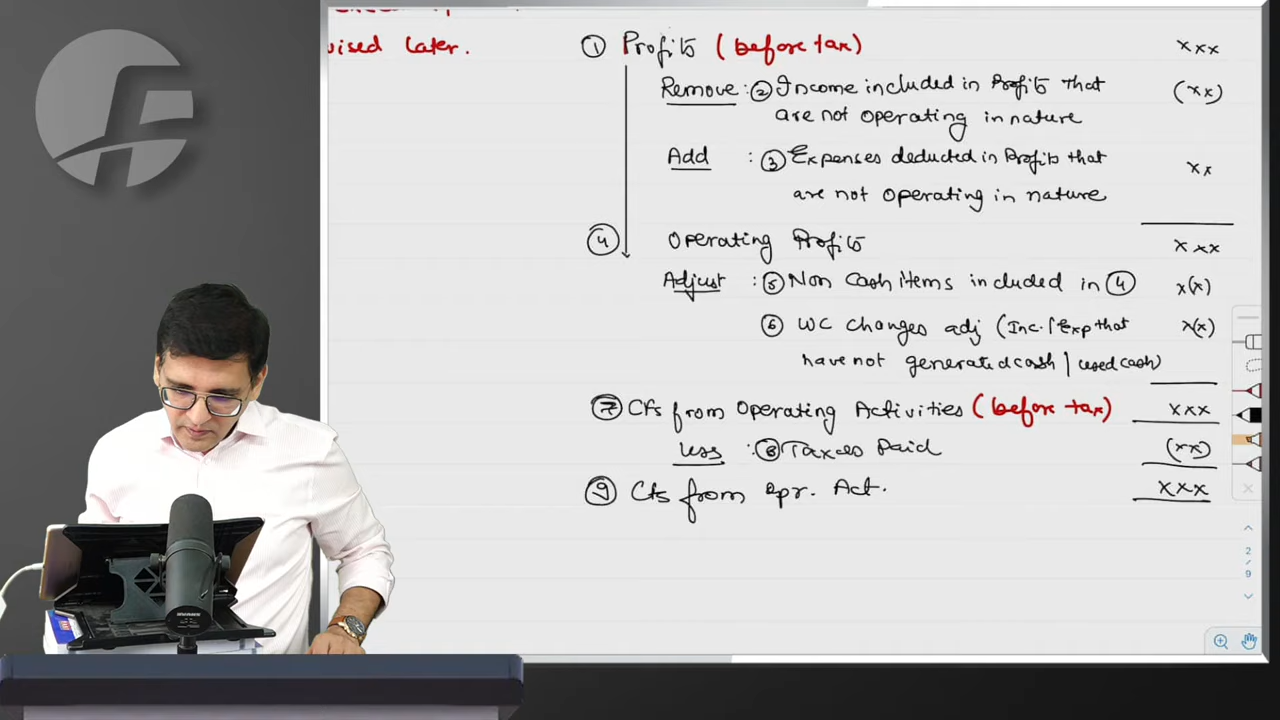 vised later.
① Profits (before tax) xxx
Remove : ② Income included in Profits that (xx)
are not operating in nature
Add : ③ Expenses deducted in Profits that xx
are not operating in nature
④ Operating Profits xxx
Adjust : ⑤ Non Cash items included in ④ x(x)
⑥ WC changes adj (Inc. / Exp that x(x)
have not generated cash / used cash)
⑦ Cfs from Operating Activities (before tax) xxx
less : ⑧ Taxes Paid (xx)
⑨ Cfs from Opr. Act. xxx
2
/
9